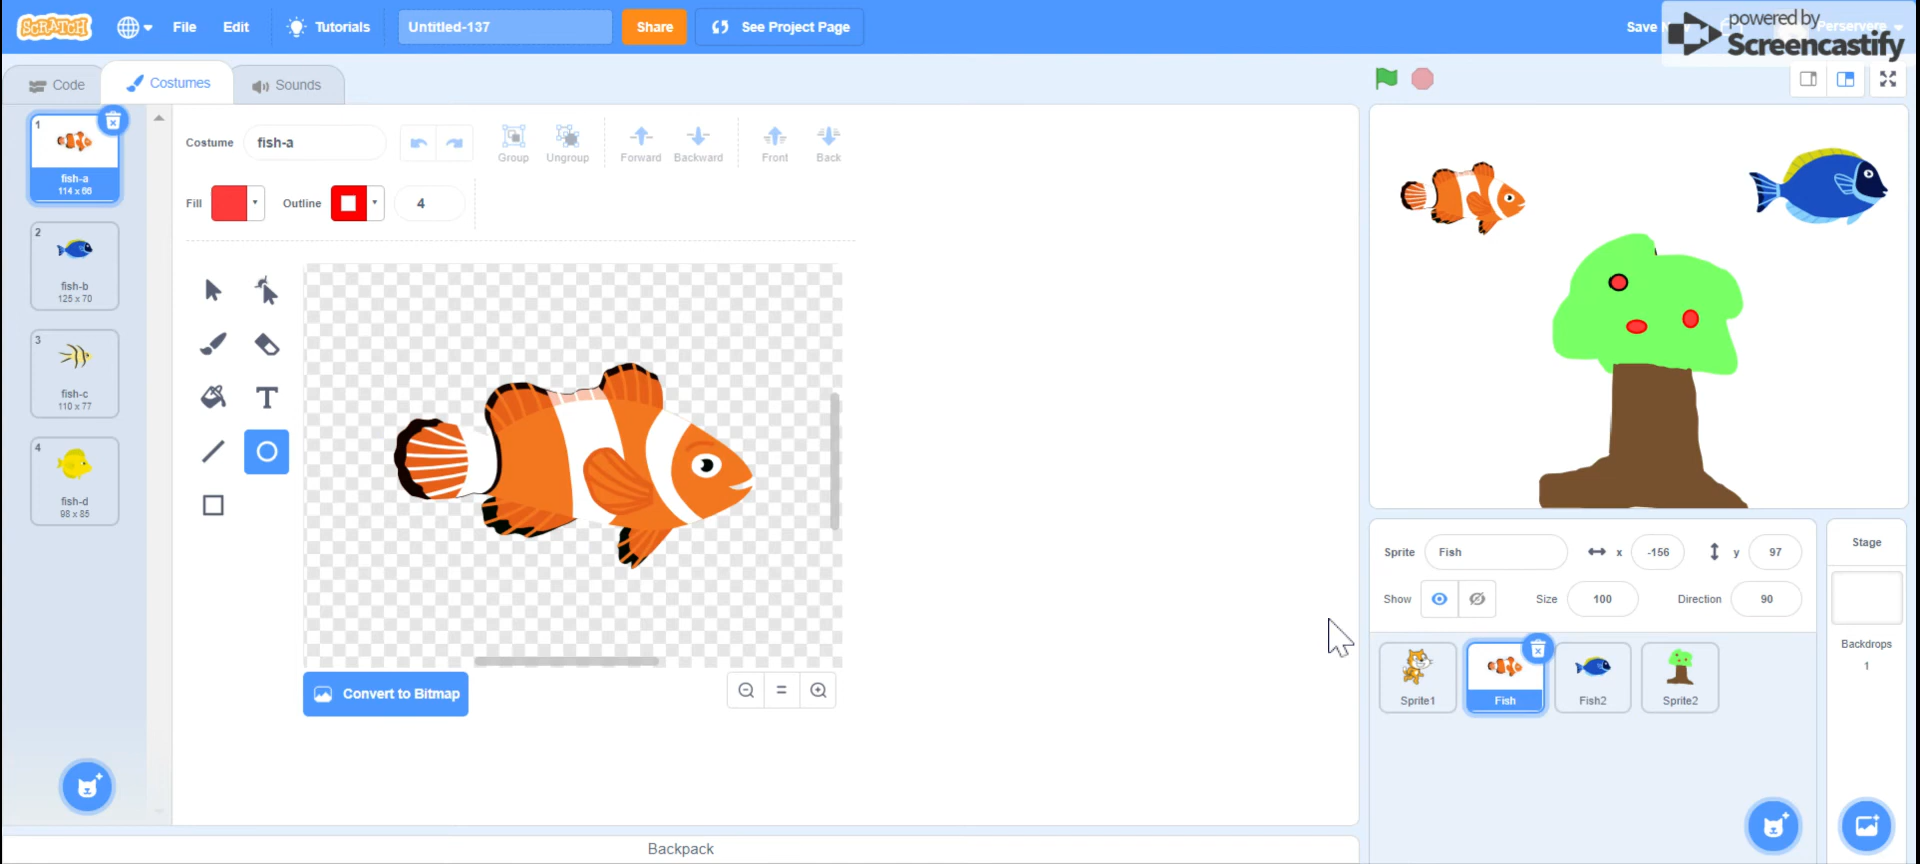 SCRATCH
File
Edit
Tutorials
Untitled-137
Share
See Project Page
Save
powered by
Screencastify
Perservere
Code
Costumes
Sounds
1
fish-a
114 x 66
2
fish-b
125 x 70
3
fish-c
110 x 77
4
fish-d
98 x 85
Costume
fish-a
Group
Ungroup
Forward
Backward
Front
Back
Fill
Outline
4
T
Convert to Bitmap
=
Sprite
Fish
x
-156
y
97
Show
Size
100
Direction
90
Sprite1
Fish
Fish2
Sprite2
Stage
Backdrops
1
Backpack